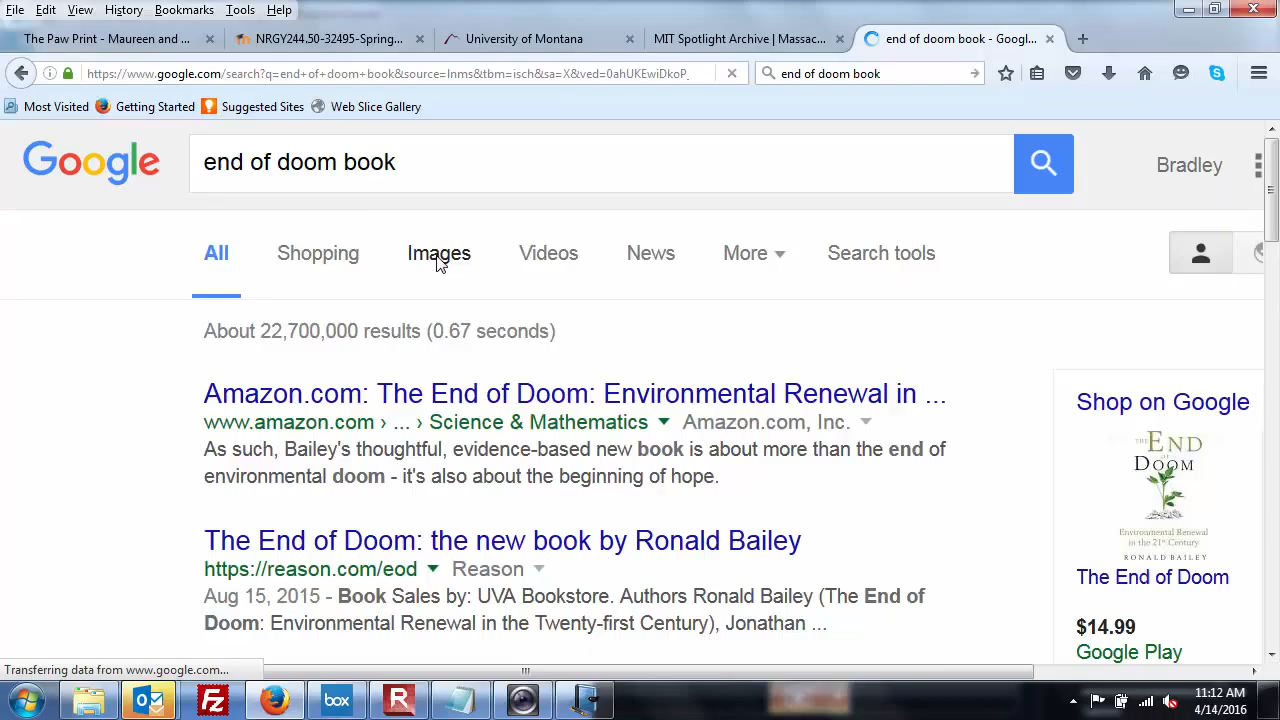 File Edit View History Bookmarks Tools Help
The Paw Print - Maureen and ... NRGY244.50-32495-Spring... University of Montana MIT Spotlight Archive | Massac... end of doom book - Googl...
https://www.google.com/search?q=end+of+doom+book&source=lnms&tbm=isch&sa=X&ved=0ahUKEwiDkoP_ end of doom book
Most Visited Getting Started Suggested Sites Web Slice Gallery
Google end of doom book Bradley
All Shopping Images Videos News More Search tools
About 22,700,000 results (0.67 seconds)
Amazon.com: The End of Doom: Environmental Renewal in ...
www.amazon.com › ... › Science & Mathematics Amazon.com, Inc.
As such, Bailey's thoughtful, evidence-based new book is about more than the end of
environmental doom - it's also about the beginning of hope.
The End of Doom: the new book by Ronald Bailey
https://reason.com/eod Reason
Aug 15, 2015 - Book Sales by: UVA Bookstore. Authors Ronald Bailey (The End of
Doom: Environmental Renewal in the Twenty-first Century), Jonathan ...
Shop on Google
THE END
OF
DOOM
Environmental Renewal
in the 21st Century
RONALD BAILEY
The End of Doom
$14.99
Google Play
Transferring data from www.google.com...
Fz box R
11:12 AM
4/14/2016